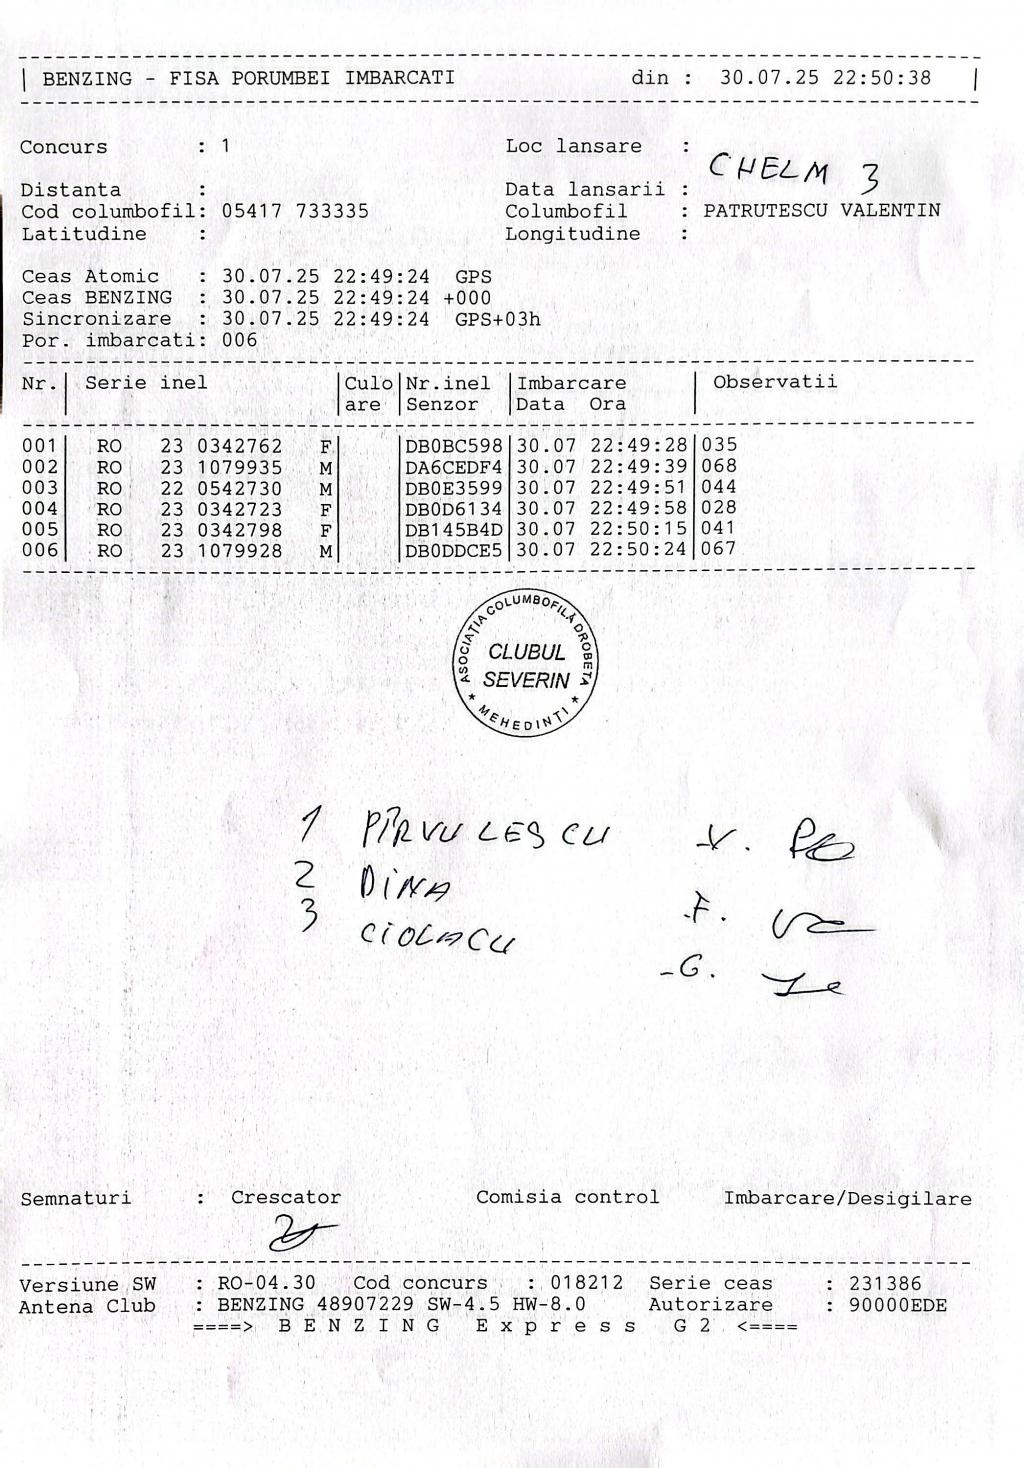 BENZING - FISA PORUMBEI IMBARCATI din : 30.07.25 22:50:38
Concurs : 1 Loc lansare :
CHELM 3
Distanta : Data lansarii :
Cod columbofil: 05417 733335 Columbofil : PATRUTESCU VALENTIN
Latitudine : Longitudine :
Ceas Atomic : 30.07.25 22:49:24 GPS
Ceas BENZING : 30.07.25 22:49:24 +000
Sincronizare : 30.07.25 22:49:24 GPS+03h
Por. imbarcati: 006
Nr.| Serie inel |Culo|Nr.inel |Imbarcare | Observatii
| |are |Senzor |Data Ora |
001| RO 23 0342762 F| |DB0BC598|30.07 22:49:28|035
002| RO 23 1079935 M| |DA6CEDF4|30.07 22:49:39|068
003| RO 22 0542730 M| |DB0E3599|30.07 22:49:51|044
004| RO 23 0342723 F| |DB0D6134|30.07 22:49:58|028
005| RO 23 0342798 F| |DB145B4D|30.07 22:50:15|041
006| RO 23 1079928 M| |DB0DDCE5|30.07 22:50:24|067
ASOCIAȚIA COLUMBOFILĂ DROBETA
CLUBUL
SEVERIN
* MEHEDINTI *
1 PÎRVULESCU V.
2 DINA F.
3 CIOLACU G.
Semnaturi : Crescator Comisia control Imbarcare/Desigilare
Versiune SW : RO-04.30 Cod concurs : 018212 Serie ceas : 231386
Antena Club : BENZING 48907229 SW-4.5 HW-8.0 Autorizare : 90000EDE
====> B E N Z I N G E x p r e s s G 2 <====